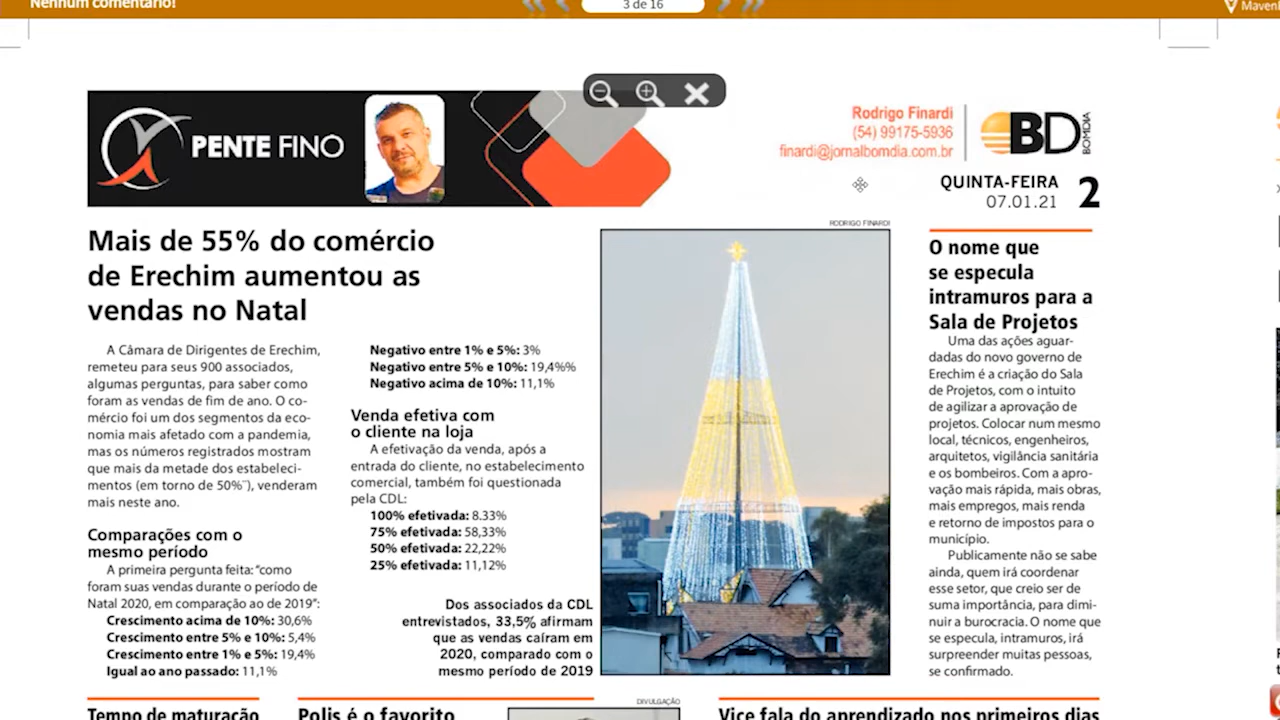 Nenhum comentário!
3 de 16
PENTE FINO
Rodrigo Finardi
(54) 99175-5936
finardi@jornalbomdia.com.br
BD
BOMDIA
QUINTA-FEIRA
07.01.21
2
Mais de 55% do comércio
de Erechim aumentou as
vendas no Natal
A Câmara de Dirigentes de Erechim,
remeteu para seus 900 associados,
algumas perguntas, para saber como
foram as vendas de fim de ano. O co-
mércio foi um dos segmentos da eco-
nomia mais afetado com a pandemia,
mas os números registrados mostram
que mais da metade dos estabeleci-
mentos (em torno de 50%¨), venderam
mais neste ano.
Comparações com o
mesmo período
A primeira pergunta feita: “como
foram suas vendas durante o período de
Natal 2020, em comparação ao de 2019”:
Crescimento acima de 10%: 30,6%
Crescimento entre 5% e 10%: 5,4%
Crescimento entre 1% e 5%: 19,4%
Igual ao ano passado: 11,1%
Negativo entre 1% e 5%: 3%
Negativo entre 5% e 10%: 19,4%%
Negativo acima de 10%: 11,1%
Venda efetiva com
o cliente na loja
A efetivação da venda, após a
entrada do cliente, no estabelecimento
comercial, também foi questionada
pela CDL:
100% efetivada: 8.33%
75% efetivada: 58,33%
50% efetivada: 22,22%
25% efetivada: 11,12%
Dos associados da CDL
entrevistados, 33,5% afirmam
que as vendas caíram em
2020, comparado com o
mesmo período de 2019
RODRIGO FINARDI
O nome que
se especula
intramuros para a
Sala de Projetos
Uma das ações aguar-
dadas do novo governo de
Erechim é a criação do Sala
de Projetos, com o intuito
de agilizar a aprovação de
projetos. Colocar num mesmo
local, técnicos, engenheiros,
arquitetos, vigilância sanitária
e os bombeiros. Com a apro-
vação mais rápida, mais obras,
mais empregos, mais renda
e retorno de impostos para o
município.
Publicamente não se sabe
ainda, quem irá coordenar
esse setor, que creio ser de
suma importância, para dimi-
nuir a burocracia. O nome que
se especula, intramuros, irá
surpreender muitas pessoas,
se confirmado.
Tempo de maturação
Polis é o favorito
DIVULGAÇÃO
Vice fala do aprendizado nos primeiros dias